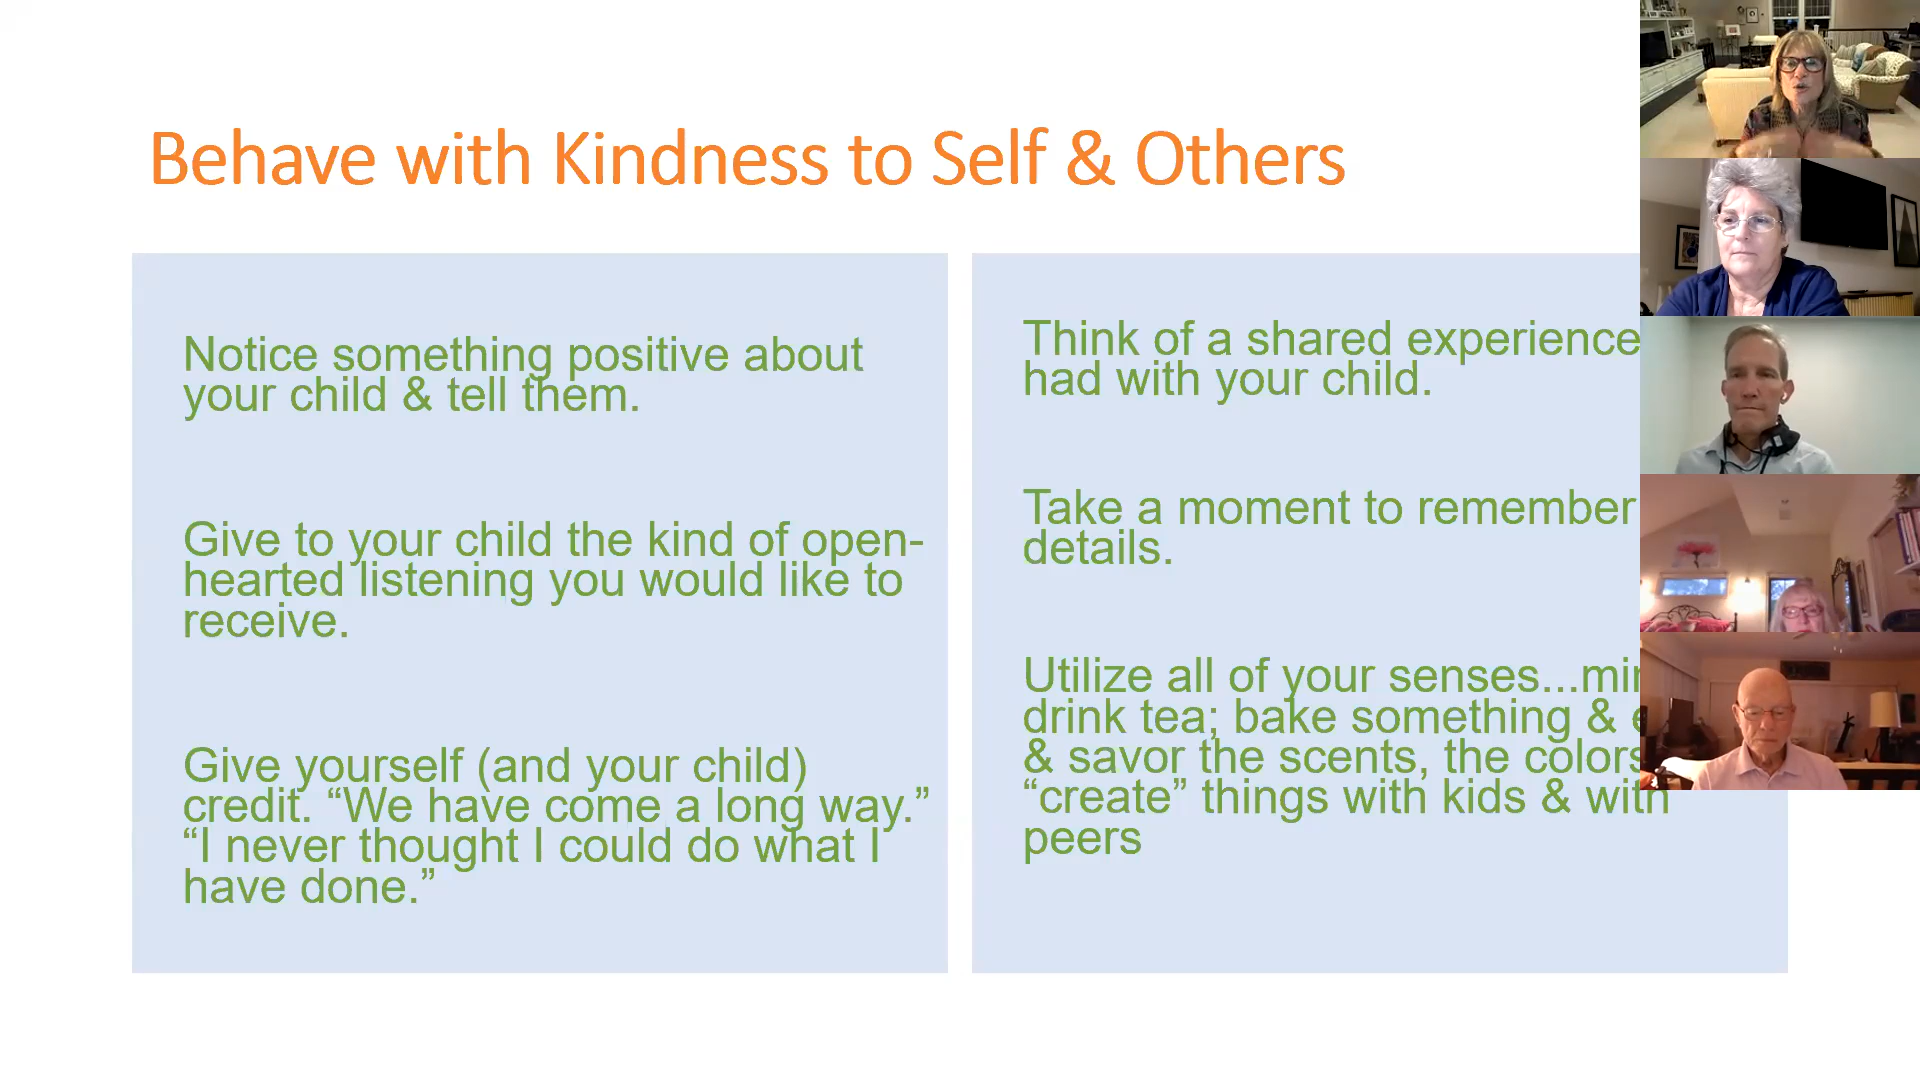 Behave with Kindness to Self & Others
Notice something positive about
your child & tell them.
Give to your child the kind of open-
hearted listening you would like to
receive.
Give yourself (and your child)
credit. “We have come a long way.”
“I never thought I could do what I
have done.”
Think of a shared experience
had with your child.
Take a moment to remember
details.
Utilize all of your senses...
drink tea; bake something &
& savor the scents, the colors
“create” things with kids & with
peers